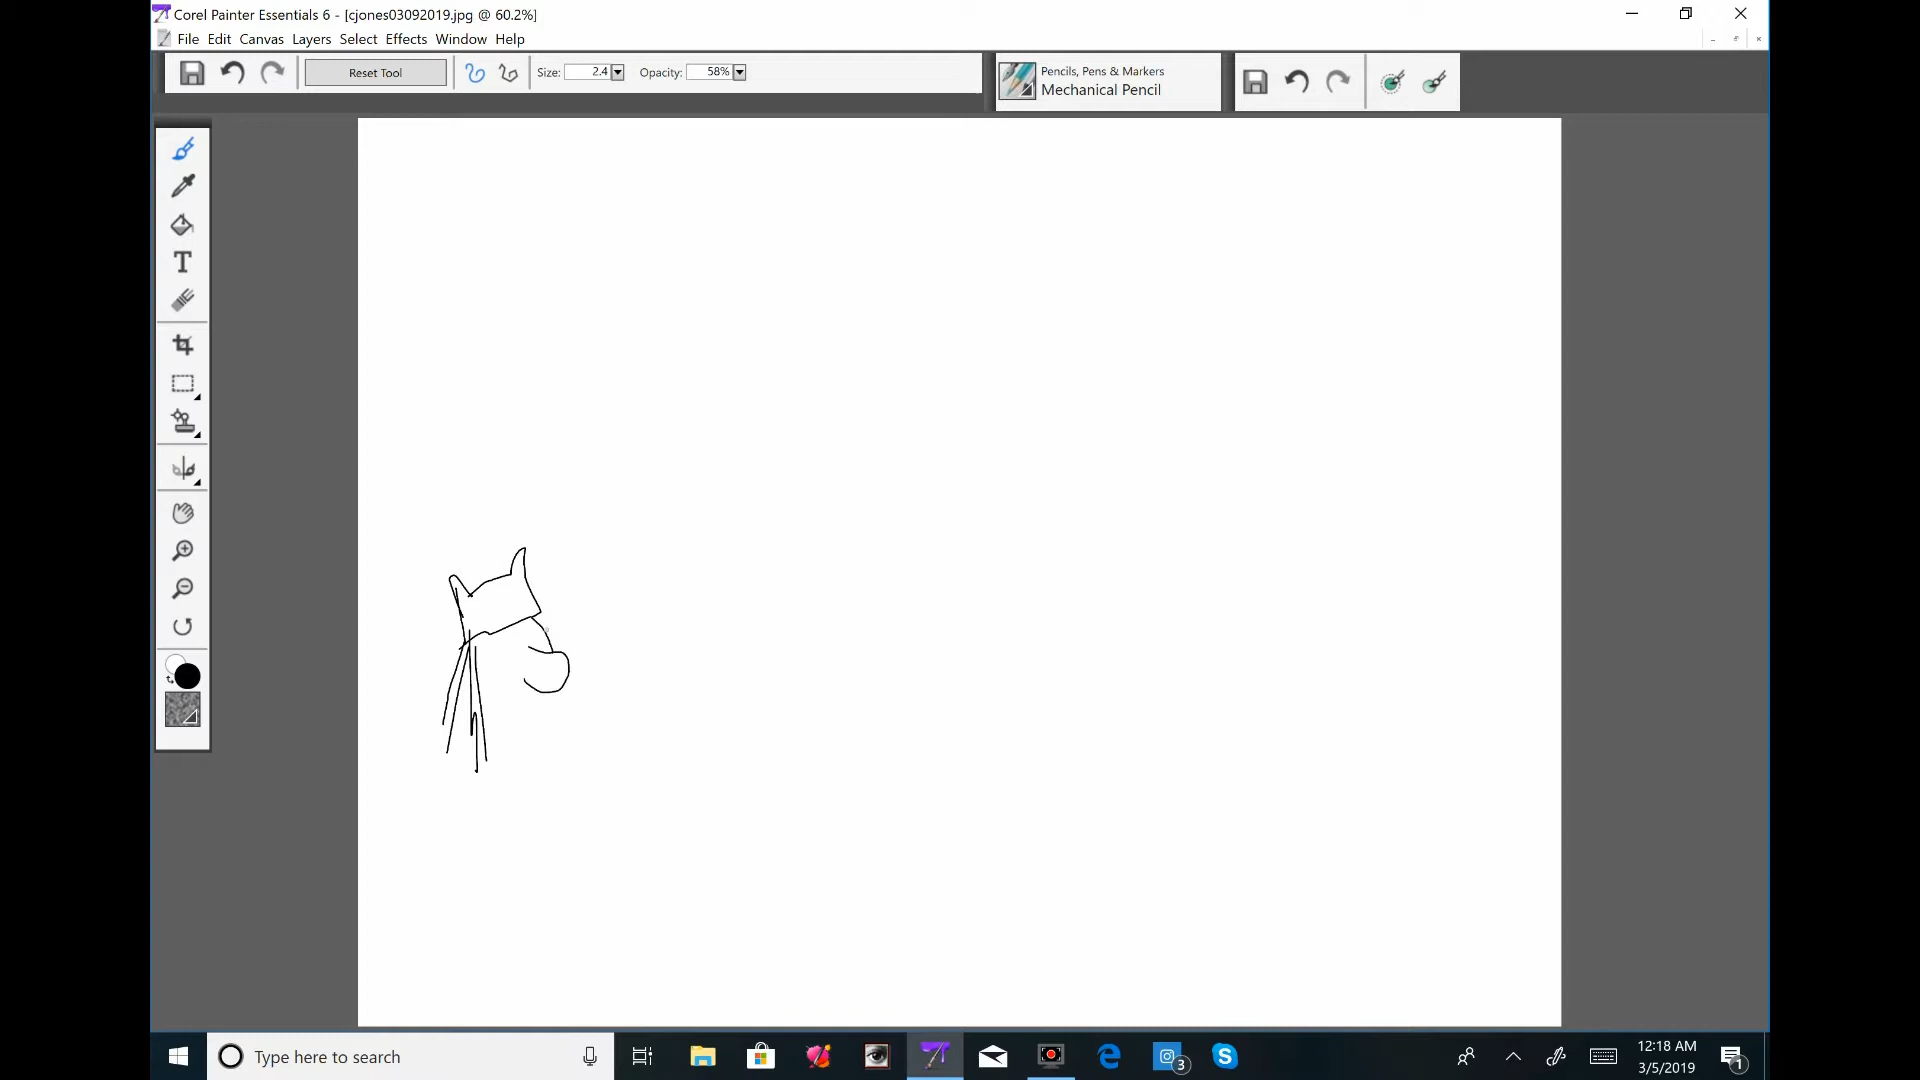 Corel Painter Essentials 6 - [cjones03092019.jpg @ 60.2%]
File Edit Canvas Layers Select Effects Window Help
Reset Tool Size: 2.4 Opacity: 58%
Pencils, Pens & Markers
Mechanical Pencil
T
Type here to search
3
12:18 AM
3/5/2019
1